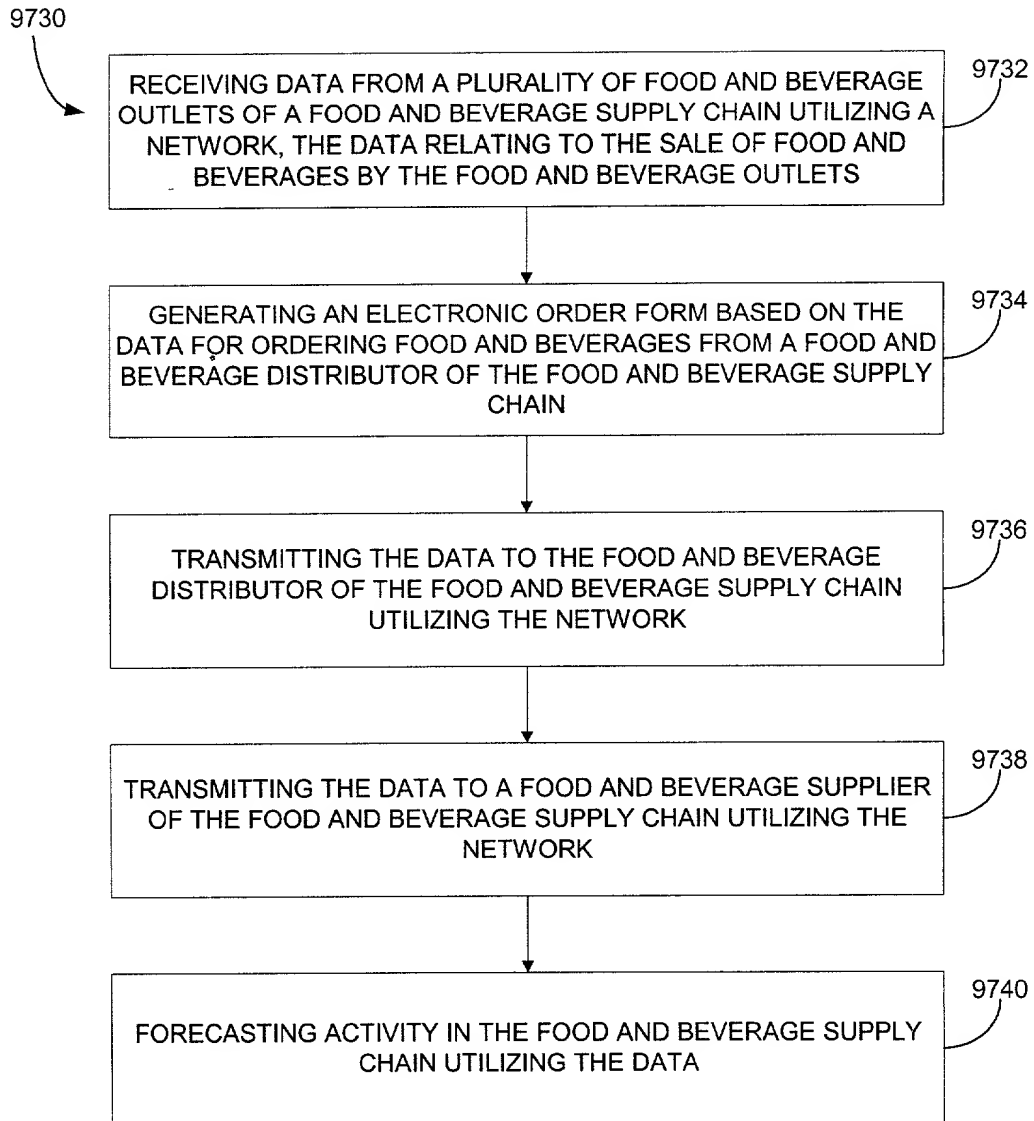 9730
RECEIVING DATA FROM A PLURALITY OF FOOD AND BEVERAGE
OUTLETS OF A FOOD AND BEVERAGE SUPPLY CHAIN UTILIZING A
NETWORK, THE DATA RELATING TO THE SALE OF FOOD AND
BEVERAGES BY THE FOOD AND BEVERAGE OUTLETS
9732
GENERATING AN ELECTRONIC ORDER FORM BASED ON THE
DATA FOR ORDERING FOOD AND BEVERAGES FROM A FOOD AND
BEVERAGE DISTRIBUTOR OF THE FOOD AND BEVERAGE SUPPLY
CHAIN
9734
TRANSMITTING THE DATA TO THE FOOD AND BEVERAGE
DISTRIBUTOR OF THE FOOD AND BEVERAGE SUPPLY CHAIN
UTILIZING THE NETWORK
9736
TRANSMITTING THE DATA TO A FOOD AND BEVERAGE SUPPLIER
OF THE FOOD AND BEVERAGE SUPPLY CHAIN UTILIZING THE
NETWORK
9738
FORECASTING ACTIVITY IN THE FOOD AND BEVERAGE SUPPLY
CHAIN UTILIZING THE DATA
9740